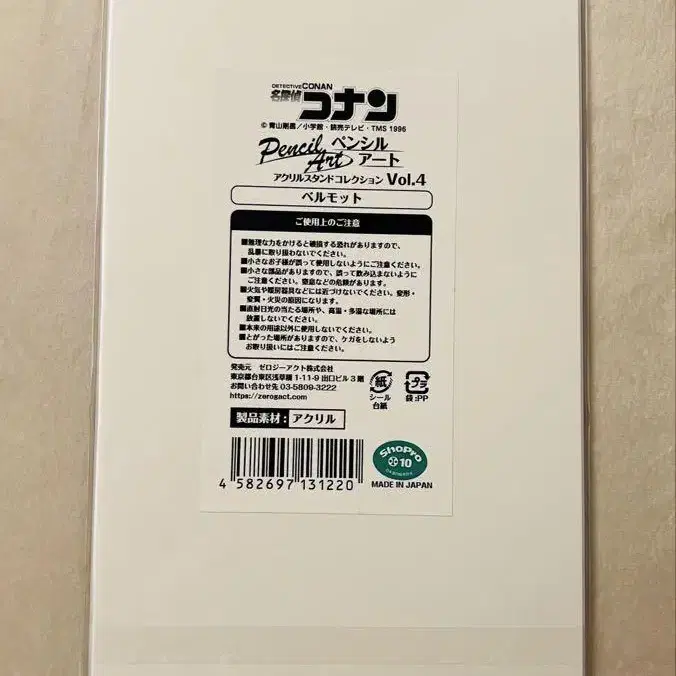 DETECTIVE CONAN
名探偵コナン
© 青山剛昌／小学館・読売テレビ・TMS 1996
Pencil Art ペンシルアート
アクリルスタンドコレクション Vol.4
ベルモット
ご使用上のご注意
■無理な力をかけると破損する恐れがありますので、
乱暴に取り扱わないでください。
■小さなお子様が誤って使用しないようにご注意ください。
■小さな部品がありますので、誤って飲み込まないように
ご注意ください。窒息などの危険があります。
■火気や暖房器具などには近づけないでください。変形・
変質・火災の原因になります。
■直射日光の当たる場所や、高温・多湿な場所には
放置しないでください。
■本来の用途以外に使用しないでください。
■とがった場所がありますので、ケガをしないよう
お取り扱いにはご注意ください。
発売元 ゼロジーアクト株式会社
東京都台東区浅草橋 1-11-9 出口ビル3階
お問い合わせ先 03-5809-3222
https://zerogact.com
紙
シール
台紙
プラ
袋:PP
製品素材：アクリル
4 582697 131220
ShoPro
10
MADE IN JAPAN